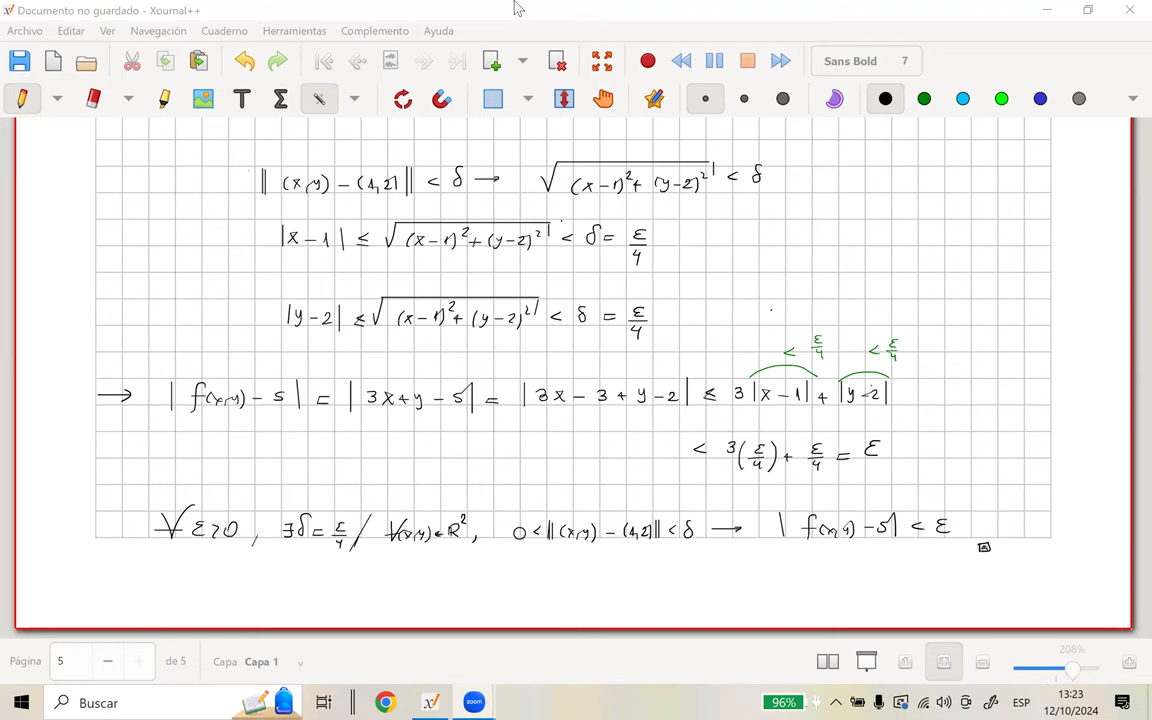 Documento no guardado - Xournal++
Archivo Editar Ver Navegación Cuaderno Herramientas Complemento Ayuda
Sans Bold 7
‖(x,y) – (1,2)‖ < δ → √((x–1)² + (y–2)²) < δ
|x–1| ≤ √((x–1)² + (y–2)²) < δ = ε/4
|y–2| ≤ √((x–1)² + (y–2)²) < δ = ε/4
< ε/4 < ε/4
→ |f(x,y) – 5| = |3x+y–5| = |3x – 3 + y – 2| ≤ 3|x – 1| + |y – 2|
< 3(ε/4) + ε/4 = ε
∀ ε>0, ∃ δ = ε/4 / ∀(x,y) ∈ ℝ², 0 < ‖(x,y) – (1,2)‖ < δ → |f(x,y) – 5| < ε
208%
Página 5 de 5 Capa Capa 1
Buscar
96%
ESP
13:23
12/10/2024